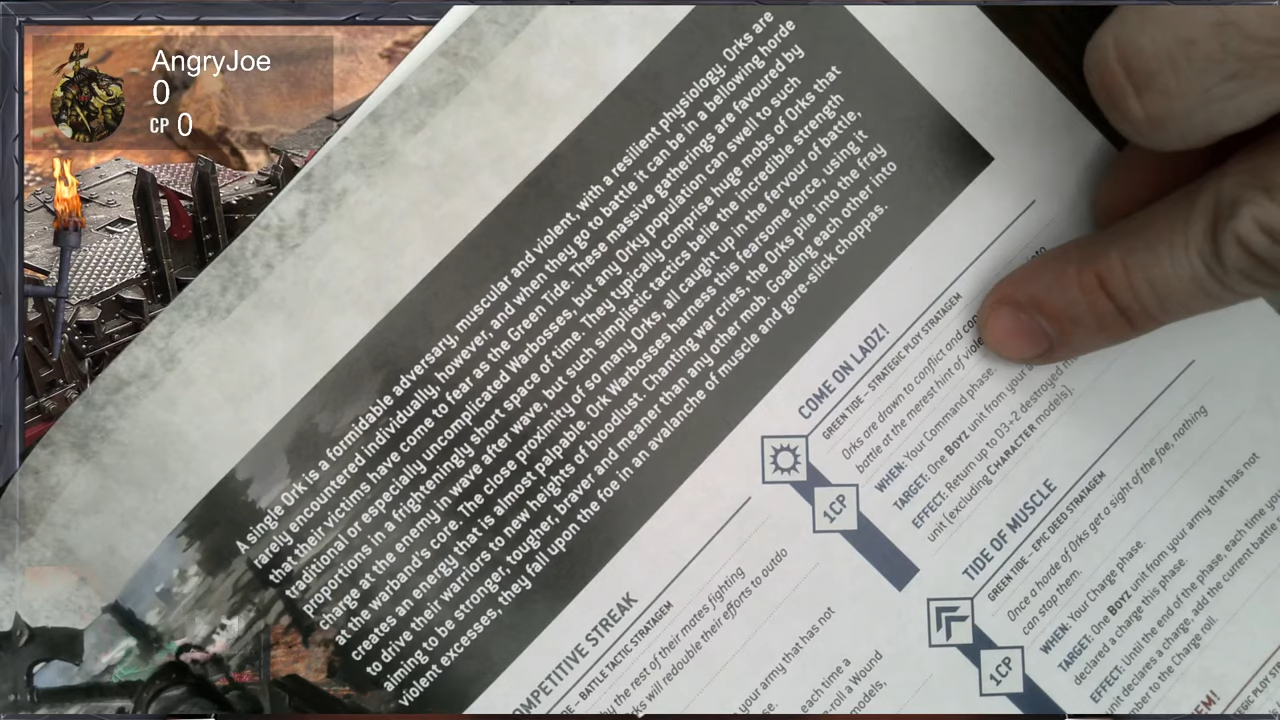 AngryJoe
0
CP 0
A single Ork is a formidable adversary, muscular and violent, with a resilient physiology. Orks are
rarely encountered individually, however, and when they go to battle it can be in a bellowing horde
that their victims have come to fear as the Green Tide. These massive gatherings are favoured by
traditional or especially uncomplicated Warbosses, but any Orky population can swell to such
proportions in a frighteningly short space of time. They typically comprise huge mobs of Orks that
charge at the enemy in wave after wave, but such simplistic tactics belie the incredible strength
at the warband's core. The close proximity of so many Orks, all caught up in the fervour of battle,
creates an energy that is almost palpable. Ork Warbosses harness this fearsome force, using it
to drive their warriors to new heights of bloodlust. Chanting war cries, the Orks pile into the fray
aiming to be stronger, tougher, braver and meaner than any other mob. Goading each other into
violent excesses, they fall upon the foe in an avalanche of muscle and gore-slick choppas.
COME ON LADZ!
GREEN TIDE – STRATEGIC PLOY STRATAGEM
Orks are drawn to conflict and
battle at the merest hint of
1CP
WHEN: Your Command phase.
TARGET: One BOYZ unit from your
EFFECT: Return up to D3+2 destroyed
unit (excluding CHARACTER models).
TIDE OF MUSCLE
GREEN TIDE – EPIC DEED STRATAGEM
Once a horde of Orks get a sight of the foe, nothing
can stop them.
1CP
WHEN: Your Charge phase.
TARGET: One BOYZ unit from your army that has not
declared a charge this phase.
EFFECT: Until the end of the phase, each time
declares a charge, add the current battle
to the Charge roll.
STREAK
– BATTLE TACTIC STRATAGEM
the rest of their mates fighting
will redouble their efforts to outdo
your army that has not
each time a
a Wound
models,